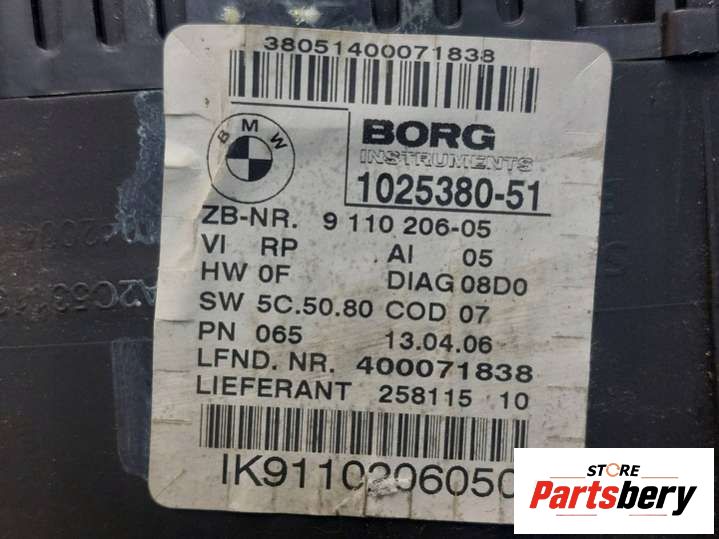 38051400071838
BMW
BORG
INSTRUMENTS
1025380-51
ZB-NR. 9 110 206-05
VI RP AI 05
HW 0F DIAG 08D0
SW 5C.50.80 COD 07
PN 065 13.04.06
LFND. NR. 400071838
LIEFERANT 258115 10
IK9110206050
STORE
Partsbery